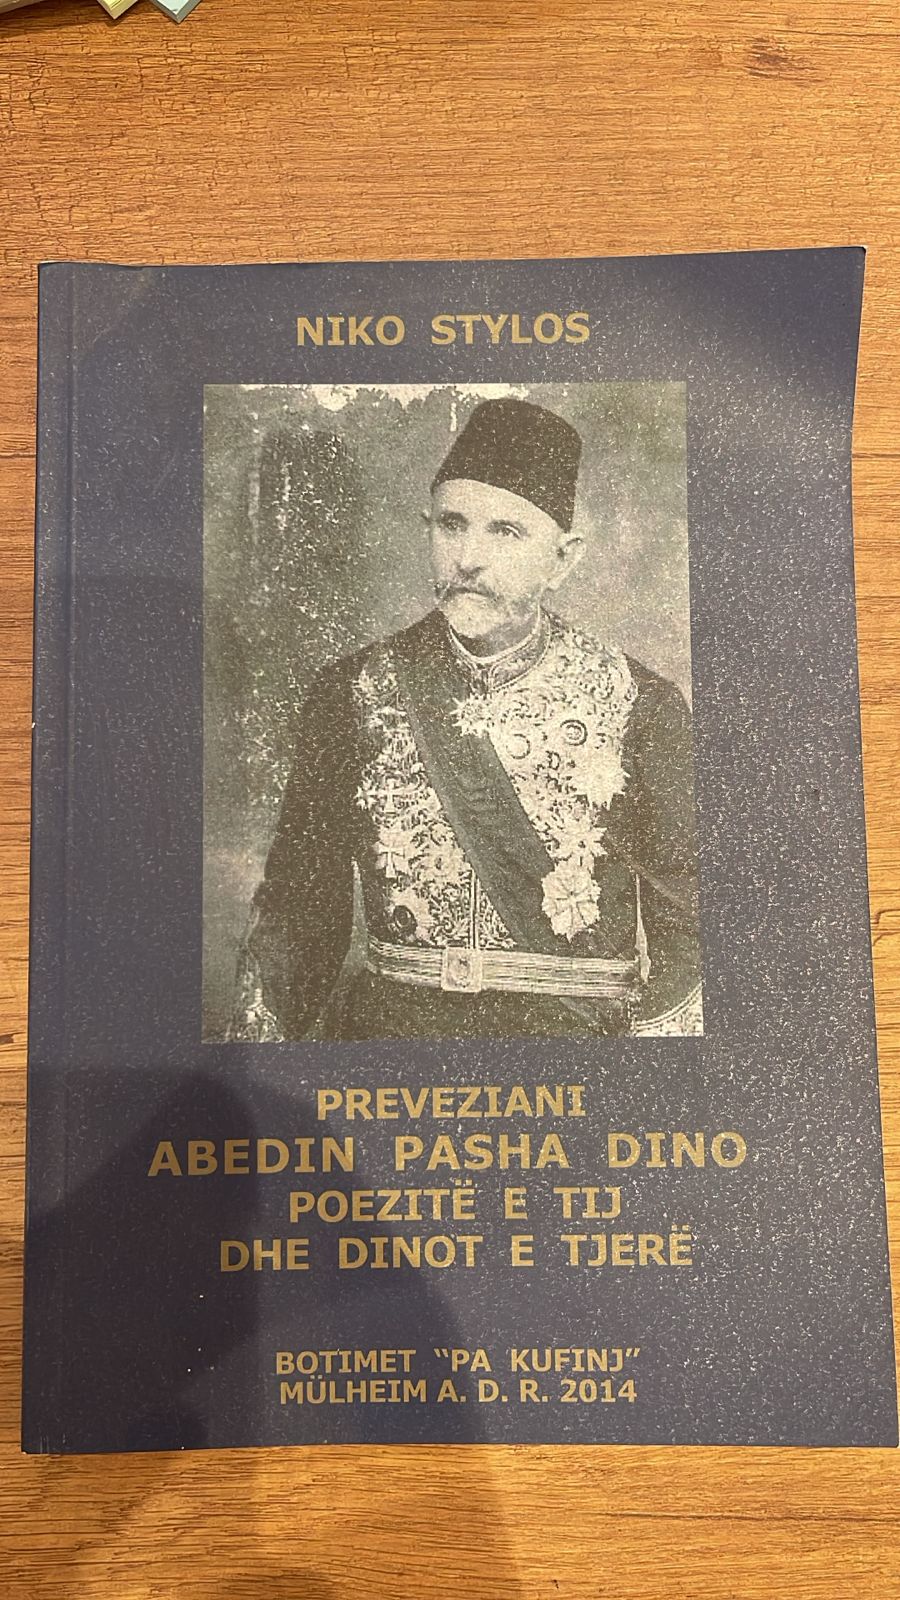 NIKO STYLOS
PREVEZIANI
ABEDIN PASHA DINO
POEZITË E TIJ
DHE DINOT E TJERË
BOTIMET “PA KUFINJ”
MÜLHEIM A. D. R. 2014